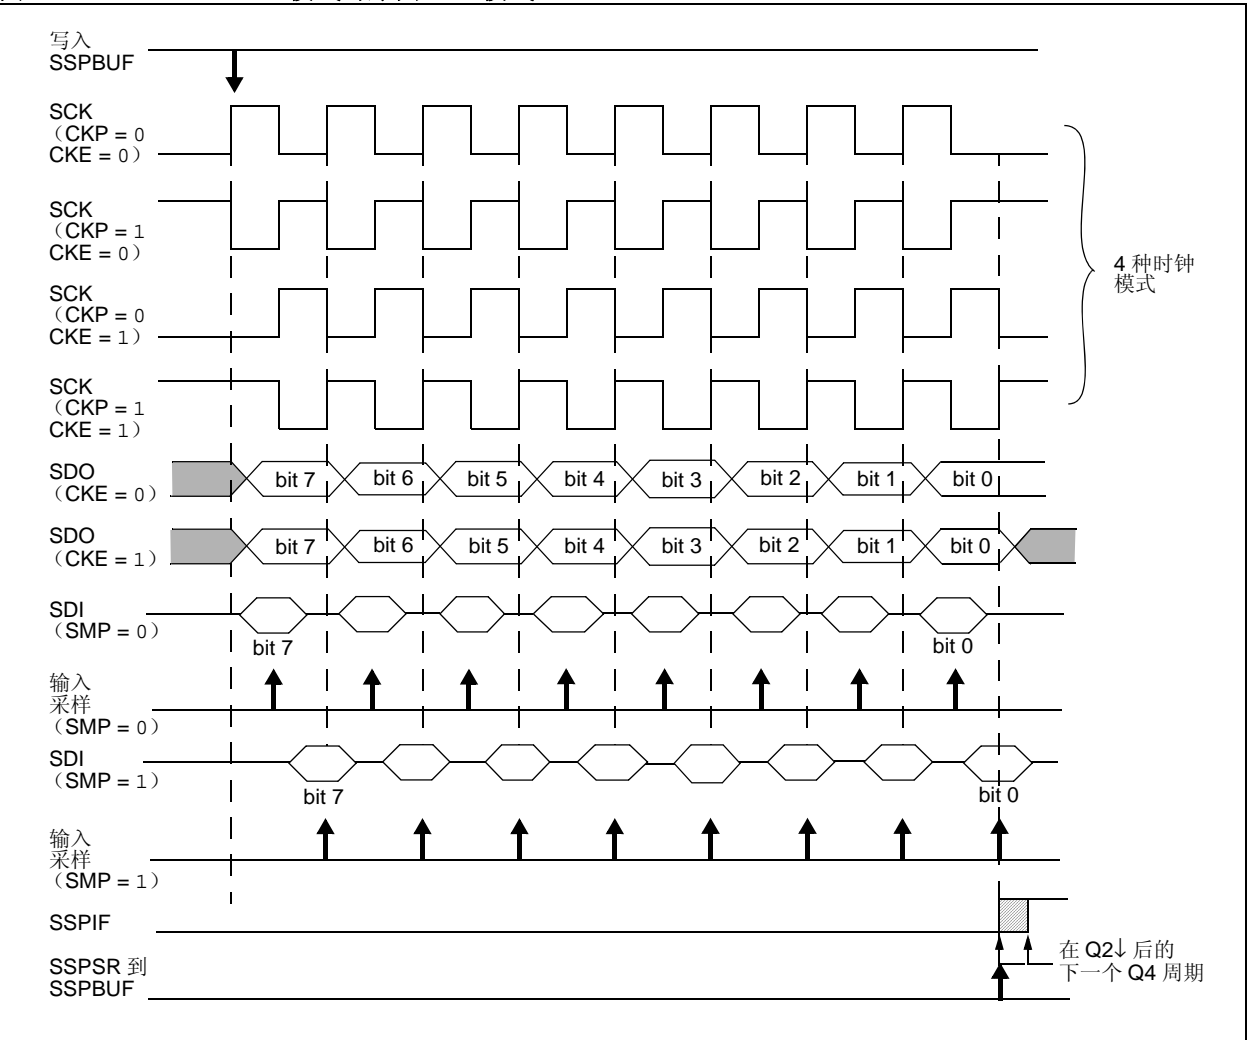 写入
SSPBUF
SCK
（CKP = 0
CKE = 0）
SCK
（CKP = 1
CKE = 0）
SCK
（CKP = 0
CKE = 1）
SCK
（CKP = 1
CKE = 1）
4 种时钟
模式
SDO
（CKE = 0）
bit 7 bit 6 bit 5 bit 4 bit 3 bit 2 bit 1 bit 0
SDO
（CKE = 1）
bit 7 bit 6 bit 5 bit 4 bit 3 bit 2 bit 1 bit 0
SDI
（SMP = 0）
bit 7 bit 0
输入
采样
（SMP = 0）
SDI
（SMP = 1）
bit 7 bit 0
输入
采样
（SMP = 1）
SSPIF
在 Q2↓ 后的
下一个 Q4 周期
SSPSR 到
SSPBUF